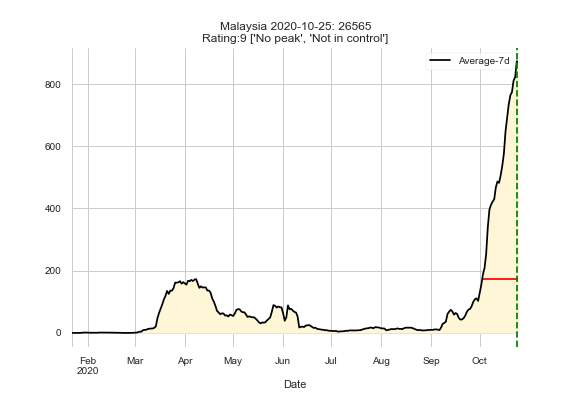 Malaysia 2020-10-25: 26565
Rating:9 ['No peak', 'Not in control']
Average-7d
800
600
400
200
0
Feb Mar Apr May Jun Jul Aug Sep Oct
2020
Date